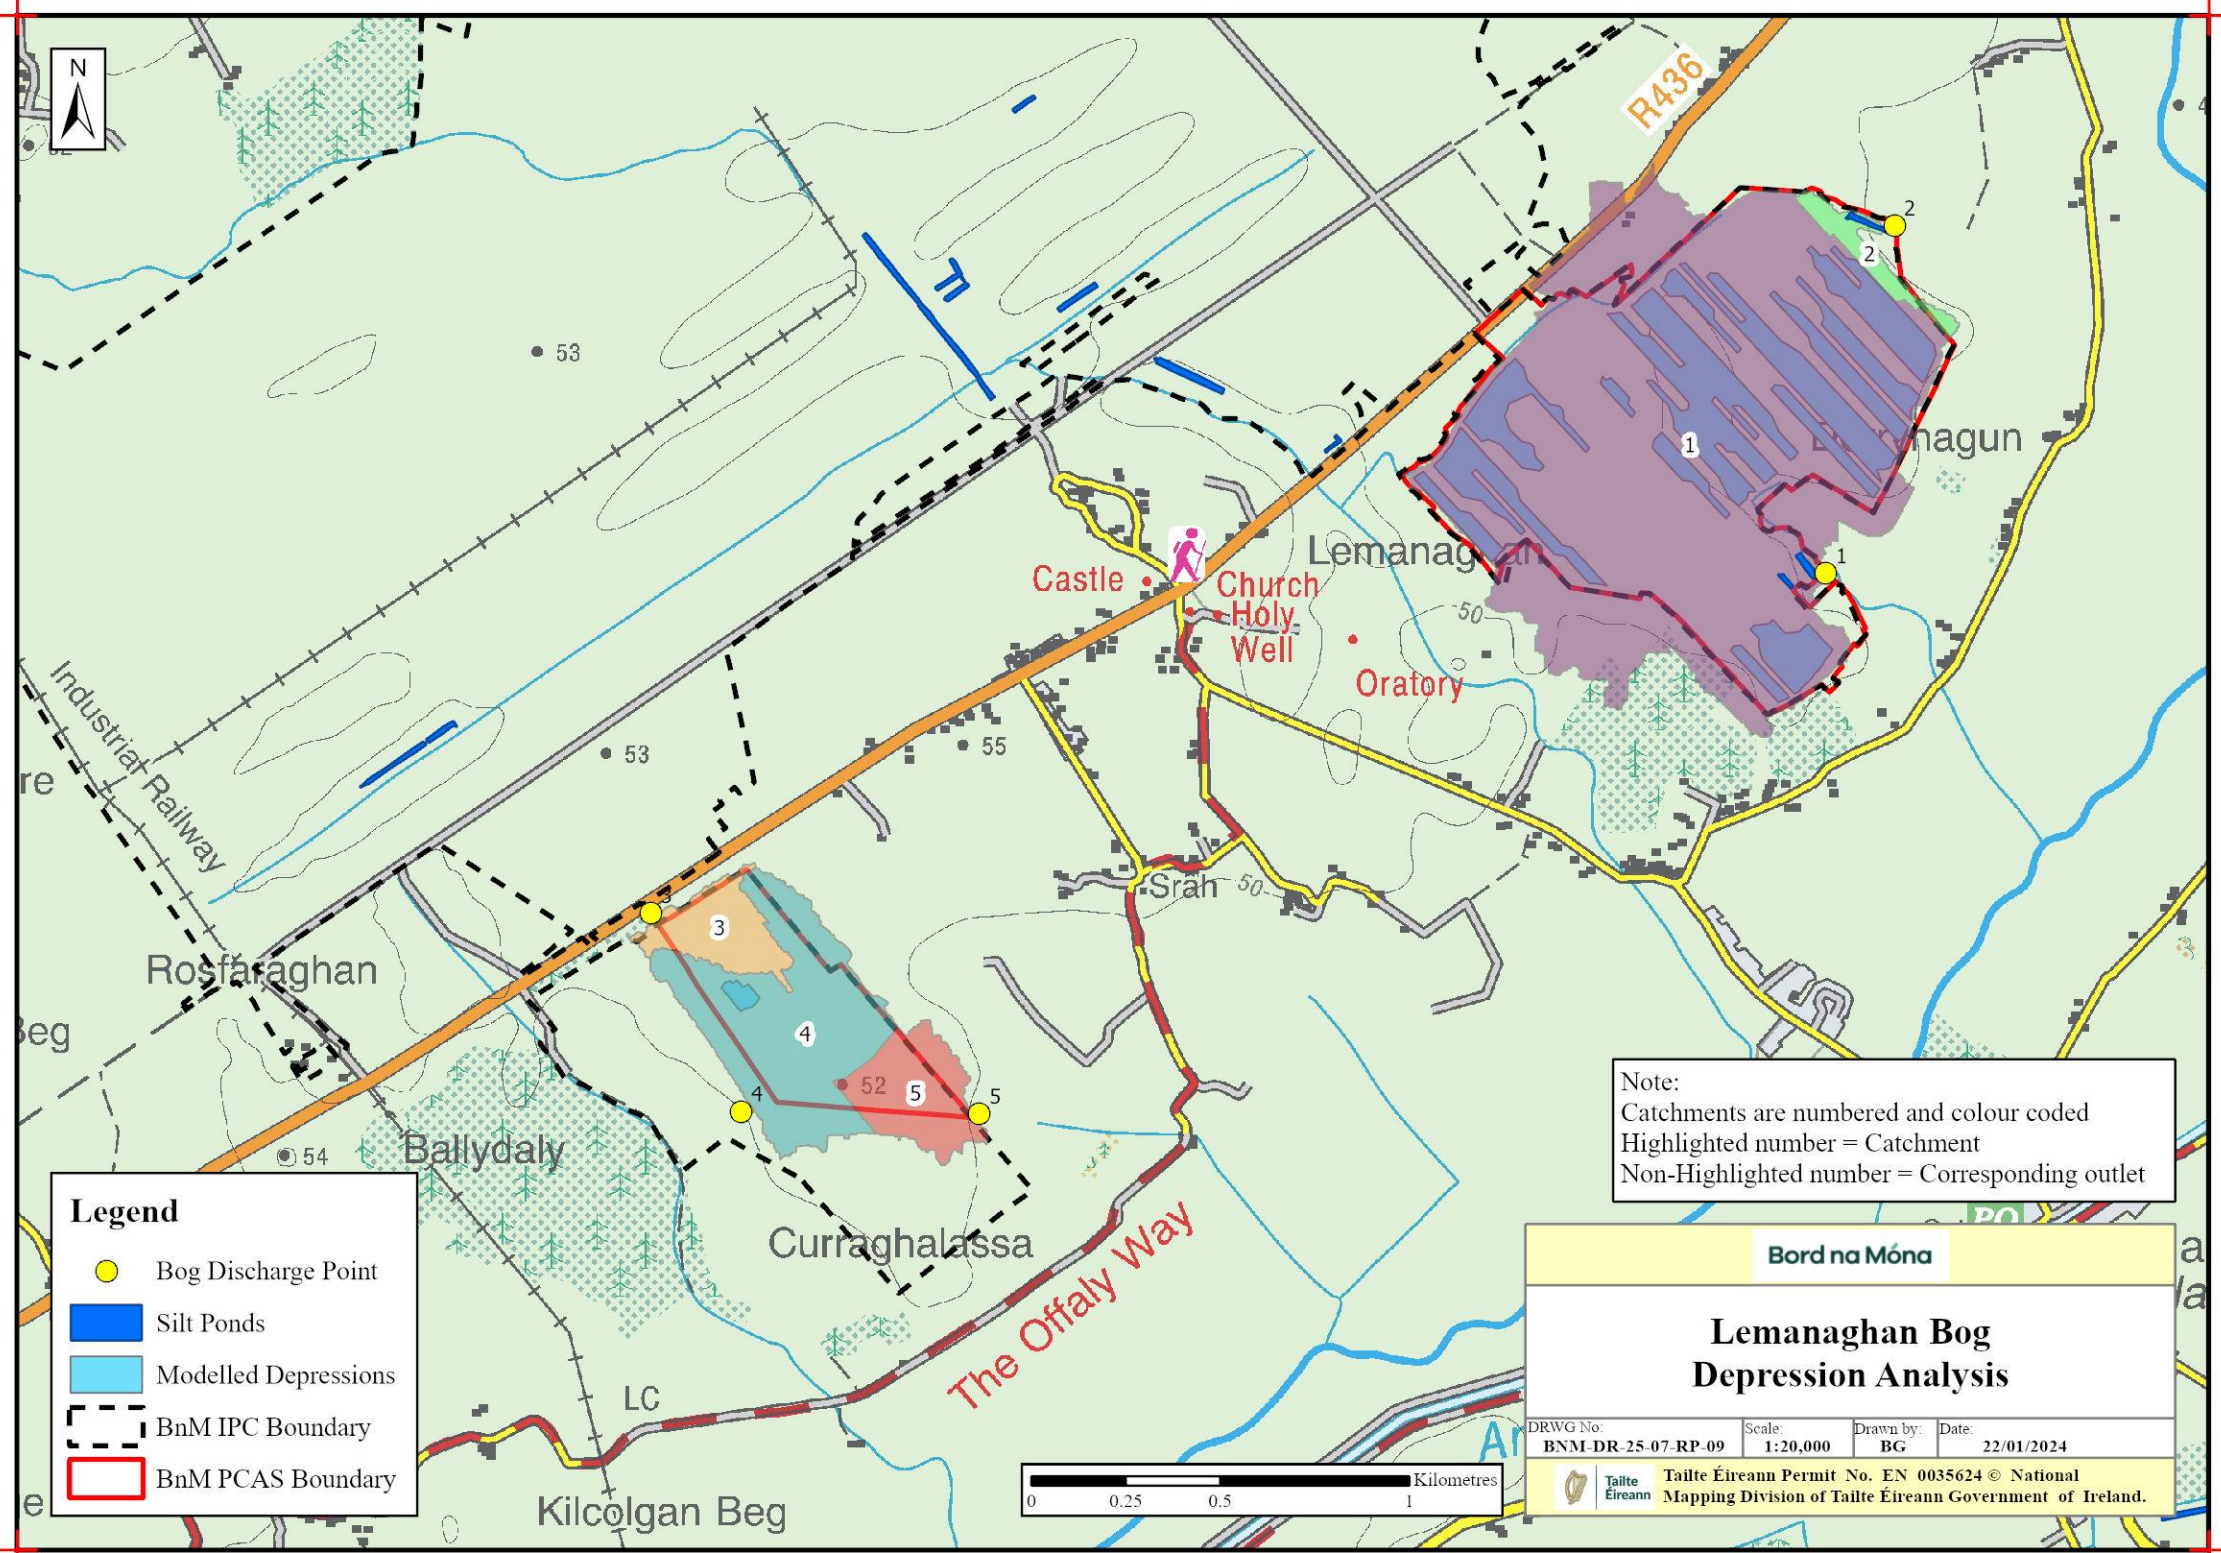 N
R436
2
2
53
1
nagun
Castle
Church
Holy
Well
Lemanaghan
1
50
Oratory
Industrial Railway
re
53
55
Srah
50
3
3
Rosfaraghan
4
52
5
4
5
Beg
54
Ballydaly
Curraghalassa
The Offaly Way
LC
Kilcolgan Beg
e
Legend
Bog Discharge Point
Silt Ponds
Modelled Depressions
BnM IPC Boundary
BnM PCAS Boundary
Note:
Catchments are numbered and colour coded
Highlighted number = Catchment
Non-Highlighted number = Corresponding outlet
PO
Bord na Móna
Lemanaghan Bog
Depression Analysis
DRWG No: Scale: Drawn by: Date:
BNM-DR-25-07-RP-09 1:20,000 BG 22/01/2024
Tailte Éireann
Tailte Éireann Permit No. EN 0035624 © National
Mapping Division of Tailte Éireann Government of Ireland.
Kilometres
0 0.25 0.5 1